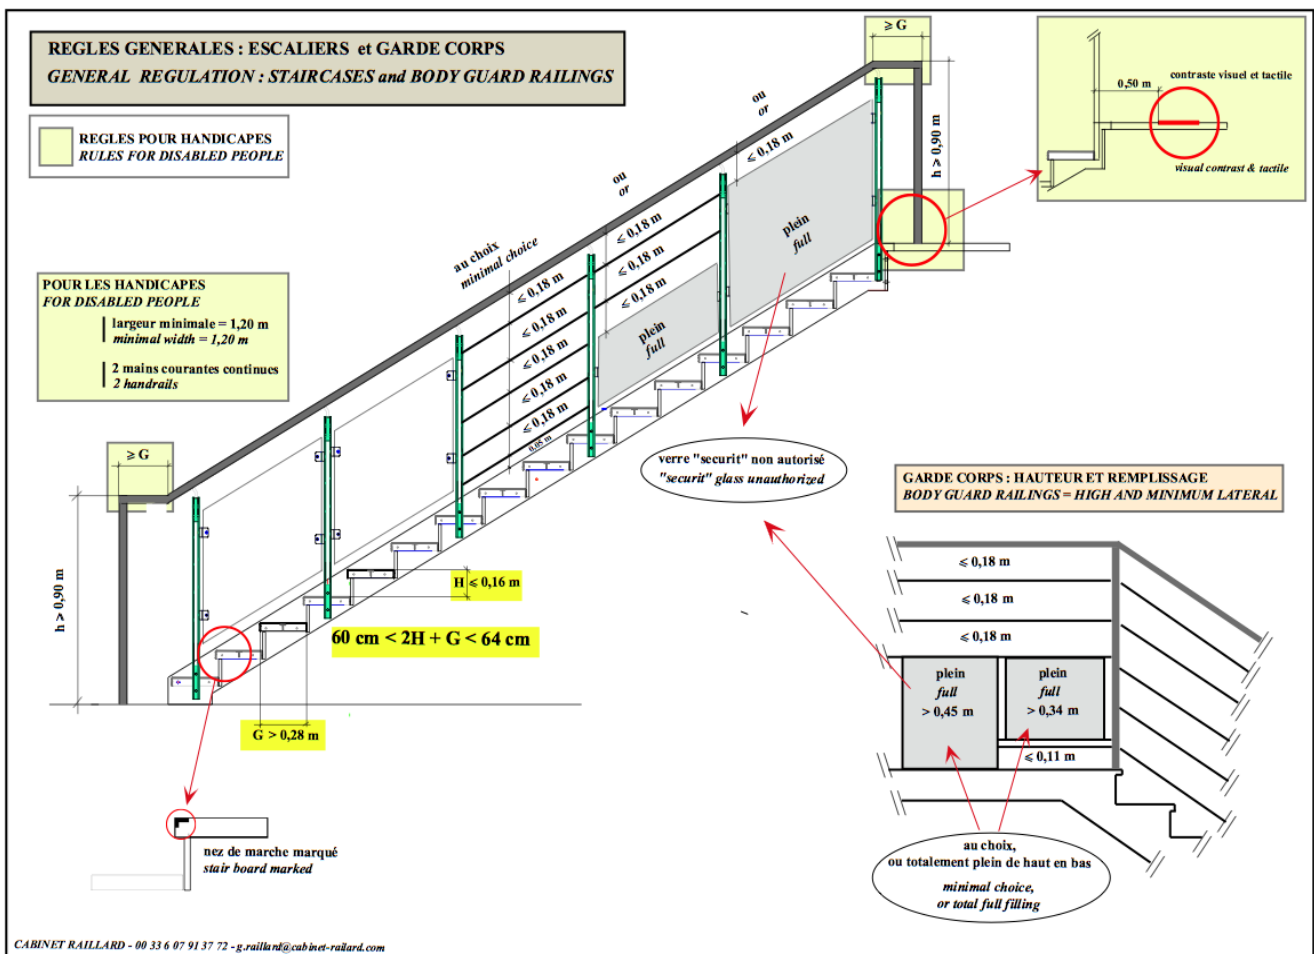 REGLES GENERALES : ESCALIERS et GARDE CORPS
GENERAL REGULATION : STAIRCASES and BODY GUARD RAILINGS
REGLES POUR HANDICAPES
RULES FOR DISABLED PEOPLE
POUR LES HANDICAPES
FOR DISABLED PEOPLE
largeur minimale = 1,20 m
minimal width = 1,20 m
2 mains courantes continues
2 handrails
≥ G
h > 0,90 m
au choix
minimal choice
≤ 0,18 m
≤ 0,18 m
≤ 0,18 m
≤ 0,18 m
≤ 0,18 m
0,05 m
ou
or
≤ 0,18 m
≤ 0,18 m
≤ 0,18 m
plein
full
ou
or
≤ 0,18 m
plein
full
≥ G
h > 0,90 m
0,50 m
contraste visuel et tactile
visual contrast & tactile
H ≤ 0,16 m
60 cm < 2H + G < 64 cm
G > 0,28 m
nez de marche marqué
stair board marked
verre "securit" non autorisé
"securit" glass unauthorized
GARDE CORPS : HAUTEUR ET REMPLISSAGE
BODY GUARD RAILINGS = HIGH AND MINIMUM LATERAL
≤ 0,18 m
≤ 0,18 m
≤ 0,18 m
plein
full
> 0,45 m
plein
full
> 0,34 m
≤ 0,11 m
au choix,
ou totalement plein de haut en bas
minimal choice,
or total full filling
CABINET RAILLARD - 00 33 6 07 91 37 72 - g.raillard@cabinet-railard.com